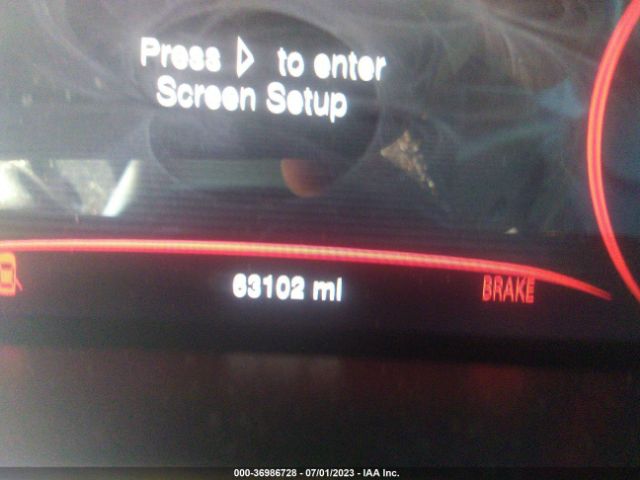 Press ▷ to enter
Screen Setup
63102 mi
BRAKE
000-36986728 - 07/01/2023 - IAA Inc.